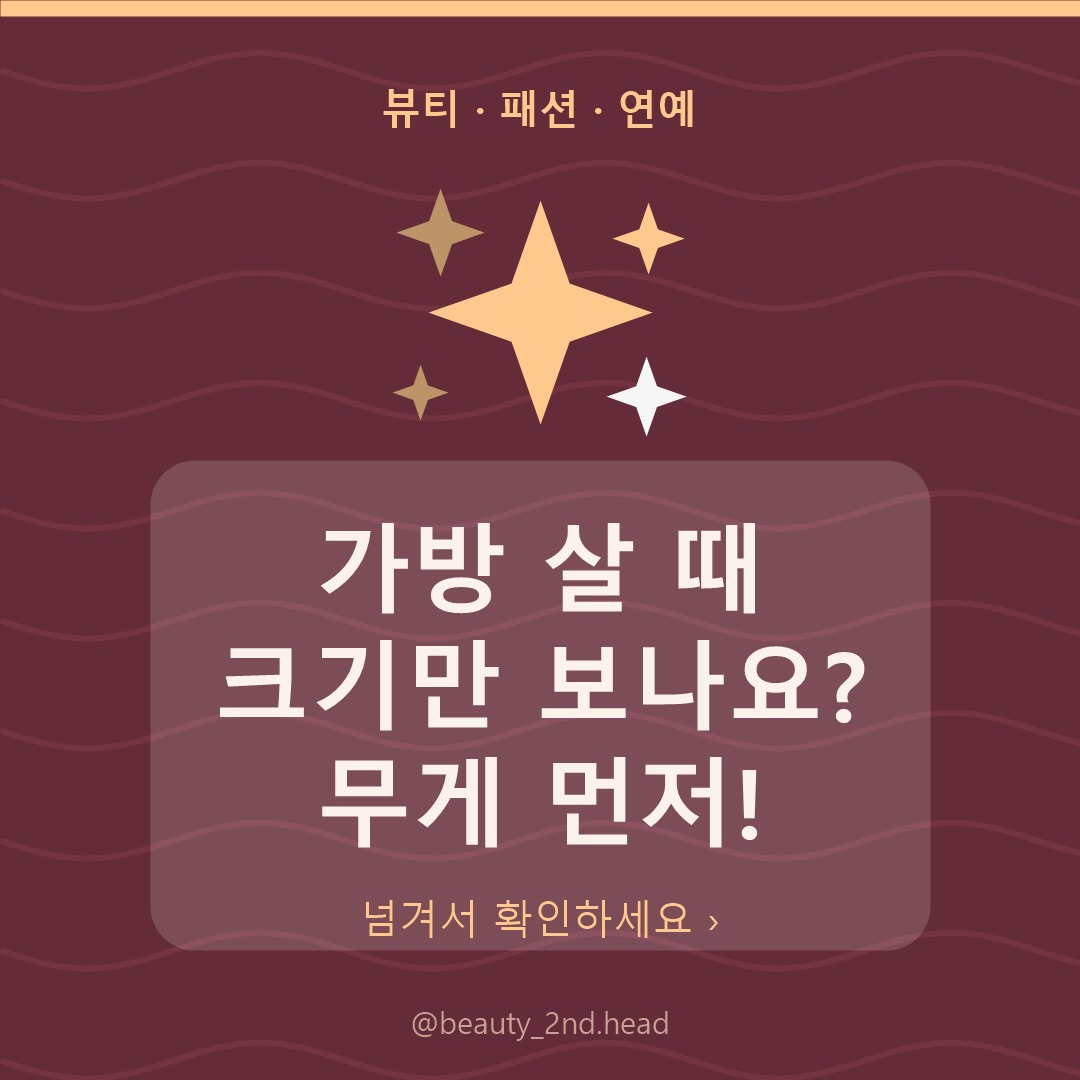 뷰티 · 패션 · 연예
가방 살 때
크기만 보나요?
무게 먼저!
넘겨서 확인하세요 ›
@beauty_2nd.head